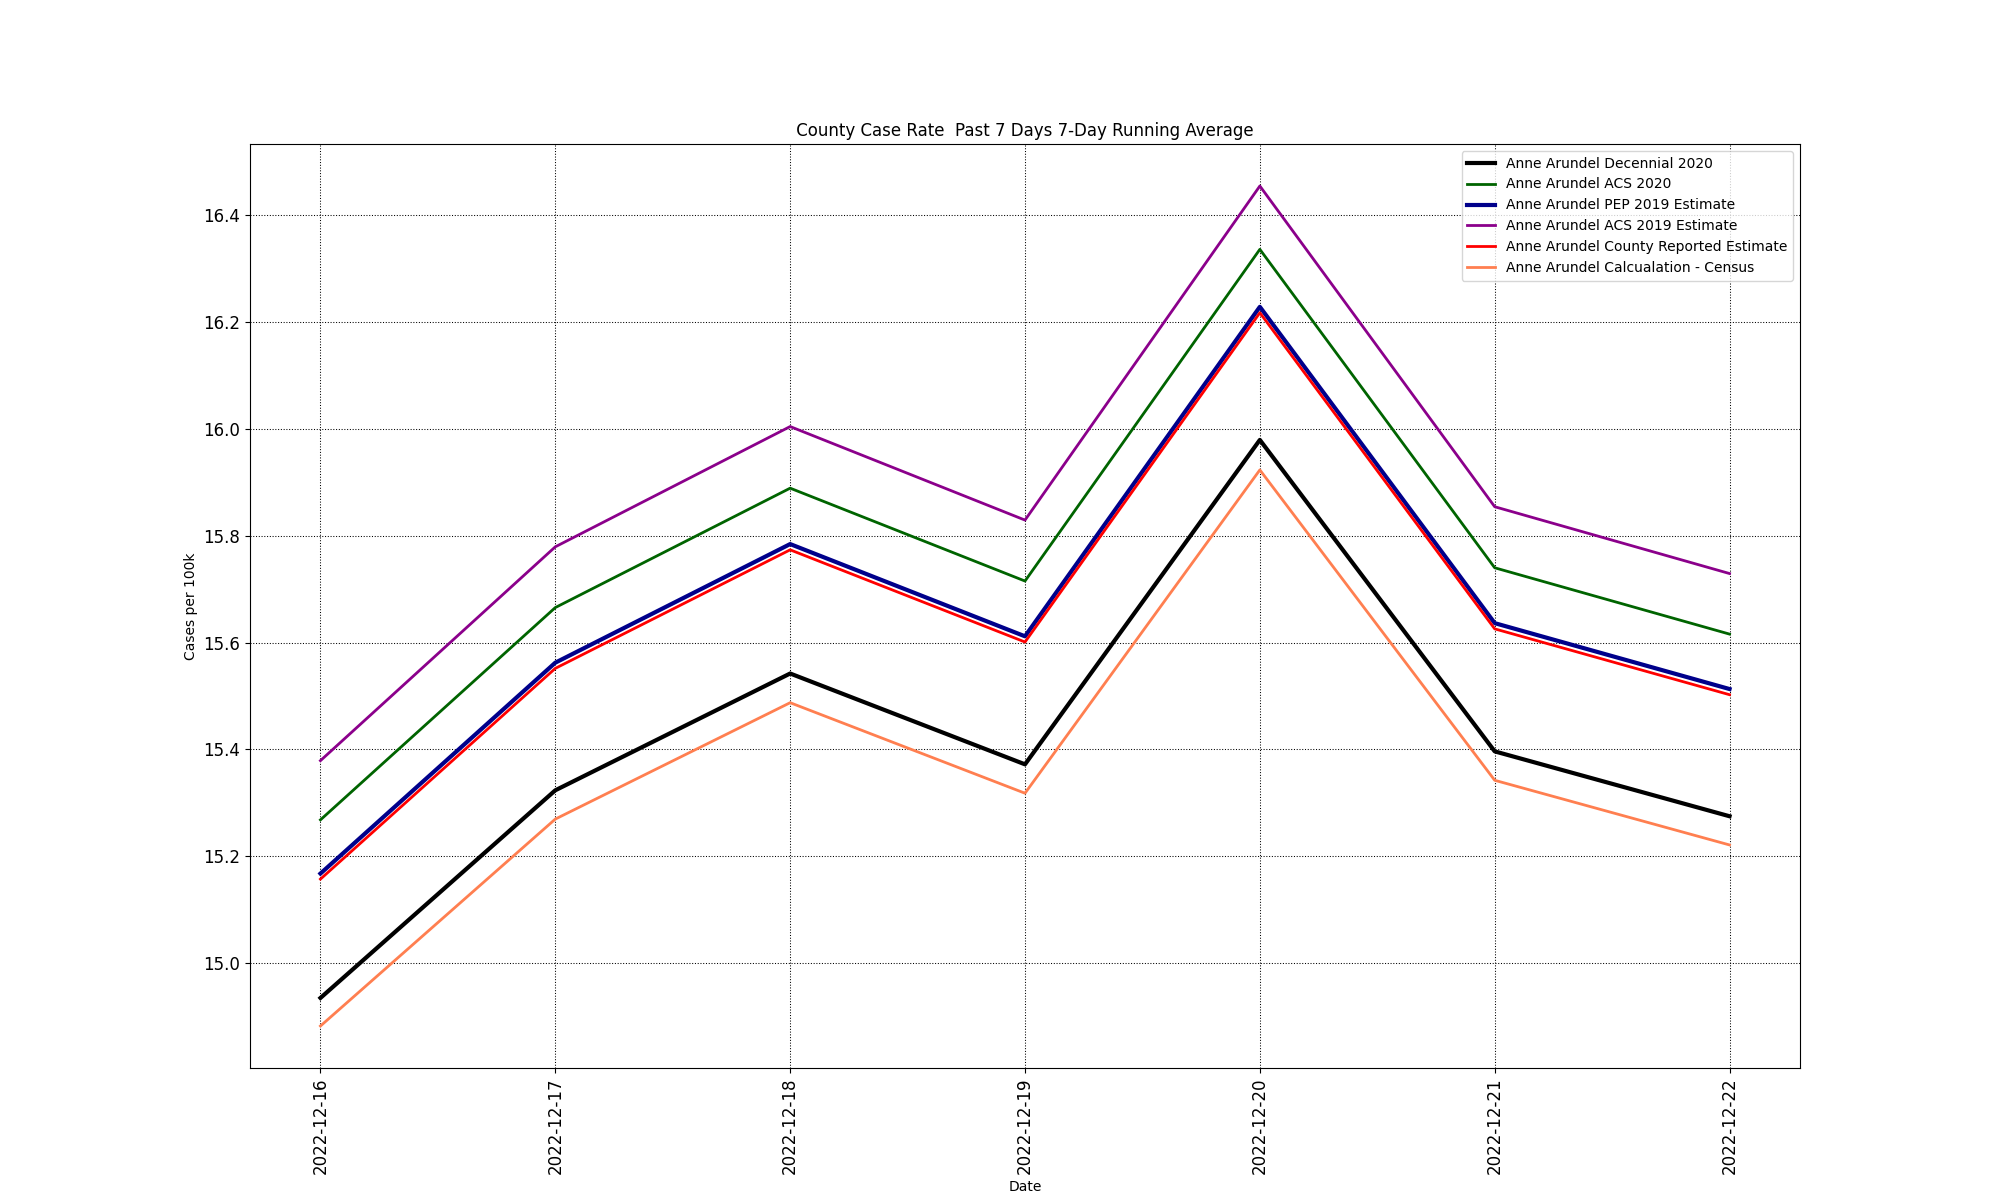 County Case Rate  Past 7 Days 7-Day Running Average
Anne Arundel Decennial 2020
Anne Arundel ACS 2020
Anne Arundel PEP 2019 Estimate
Anne Arundel ACS 2019 Estimate
Anne Arundel County Reported Estimate
Anne Arundel Calcualation - Census
Cases per 100k
16.4
16.2
16.0
15.8
15.6
15.4
15.2
15.0
2022-12-16
2022-12-17
2022-12-18
2022-12-19
2022-12-20
2022-12-21
2022-12-22
Date